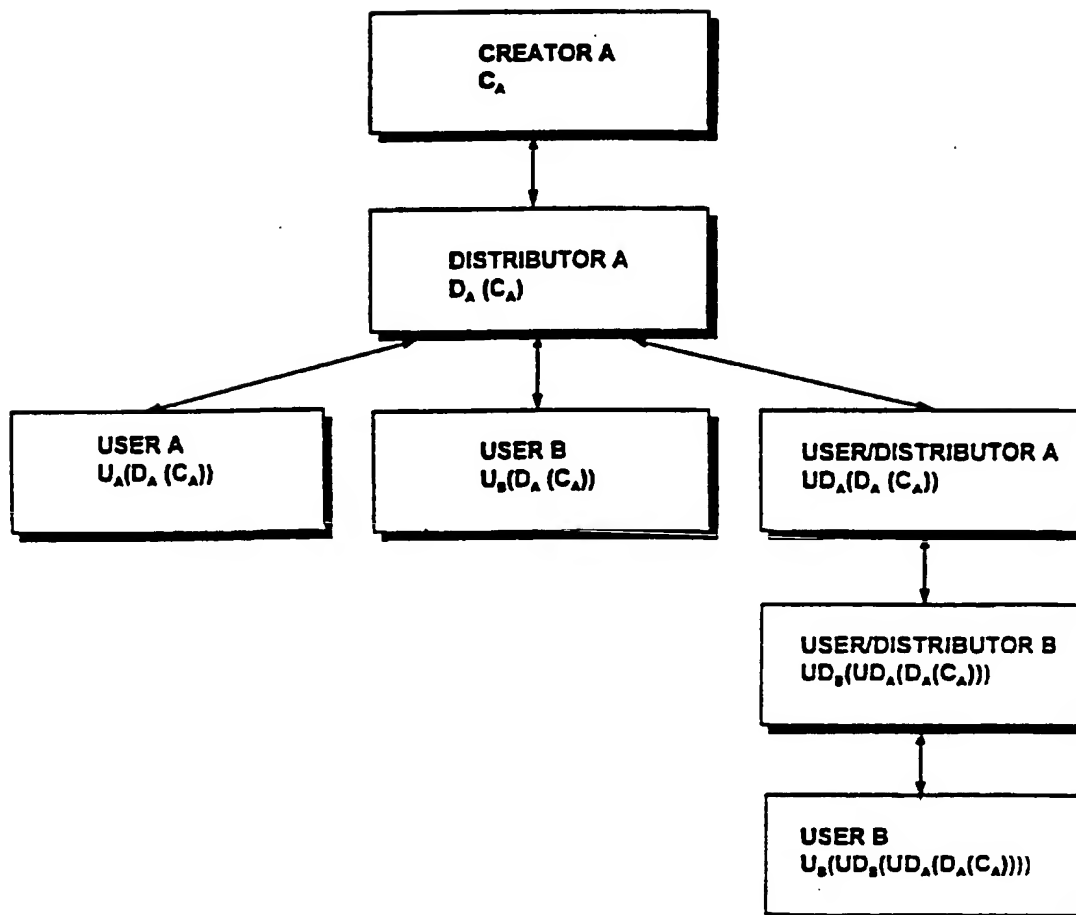 CREATOR A
C_A
DISTRIBUTOR A
D_A (C_A)
USER A
U_A(D_A (C_A))
USER B
U_B(D_A (C_A))
USER/DISTRIBUTOR A
UD_A(D_A (C_A))
USER/DISTRIBUTOR B
UD_B(UD_A(D_A(C_A)))
USER B
U_B(UD_B(UD_A(D_A(C_A))))